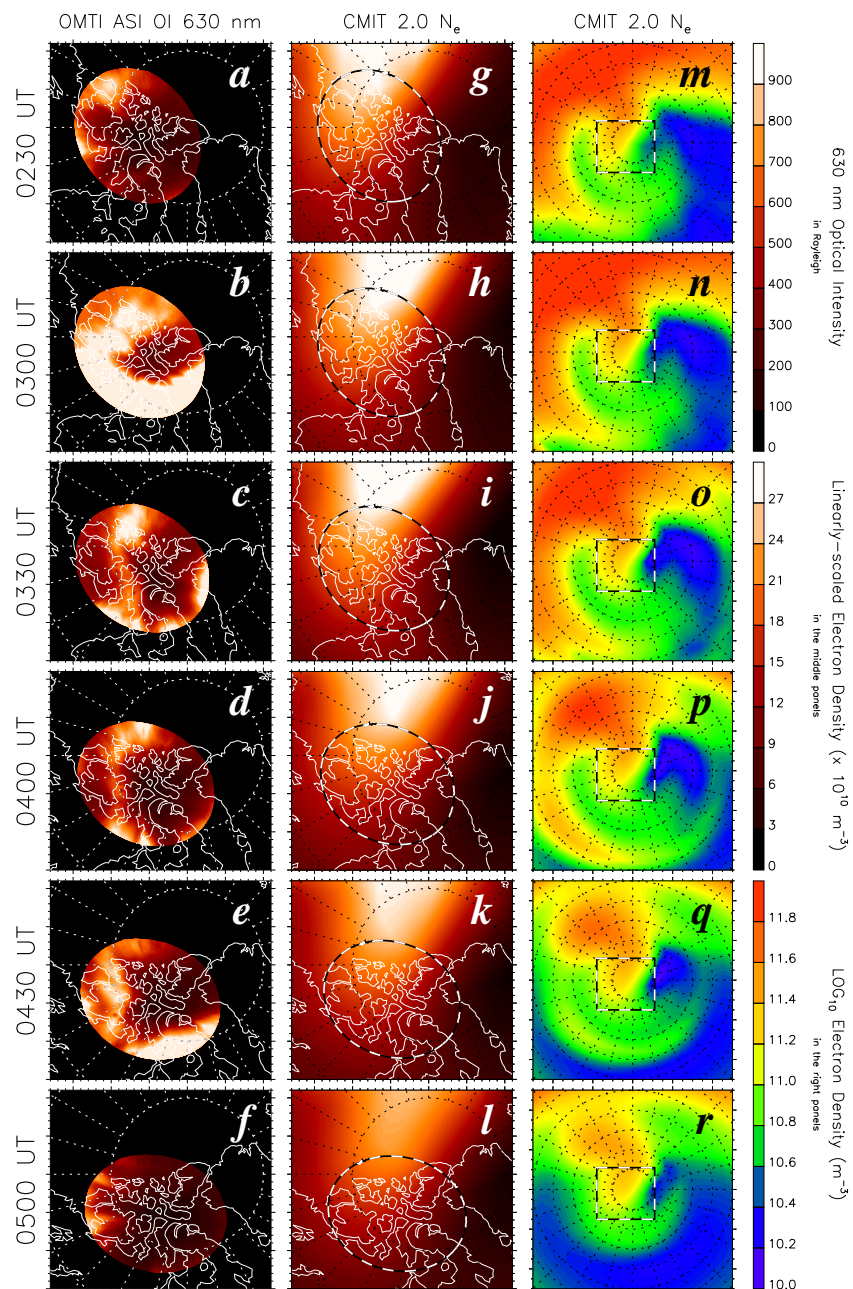 OMTI ASI OI 630 nm
CMIT 2.0 Ne
CMIT 2.0 Ne
0230 UT
a
g
m
0300 UT
b
h
n
0330 UT
c
i
o
0400 UT
d
j
p
0430 UT
e
k
q
0500 UT
f
l
r
900
800
700
600
500
400
300
200
100
0
630 nm Optical Intensity
in Rayleigh
27
24
21
18
15
12
9
6
3
0
Linearly-scaled Electron Density (x 10¹⁰ m⁻³)
in the middle panels
11.8
11.6
11.4
11.2
11.0
10.8
10.6
10.4
10.2
10.0
LOG₁₀ Electron Density (m⁻³)
in the right panels